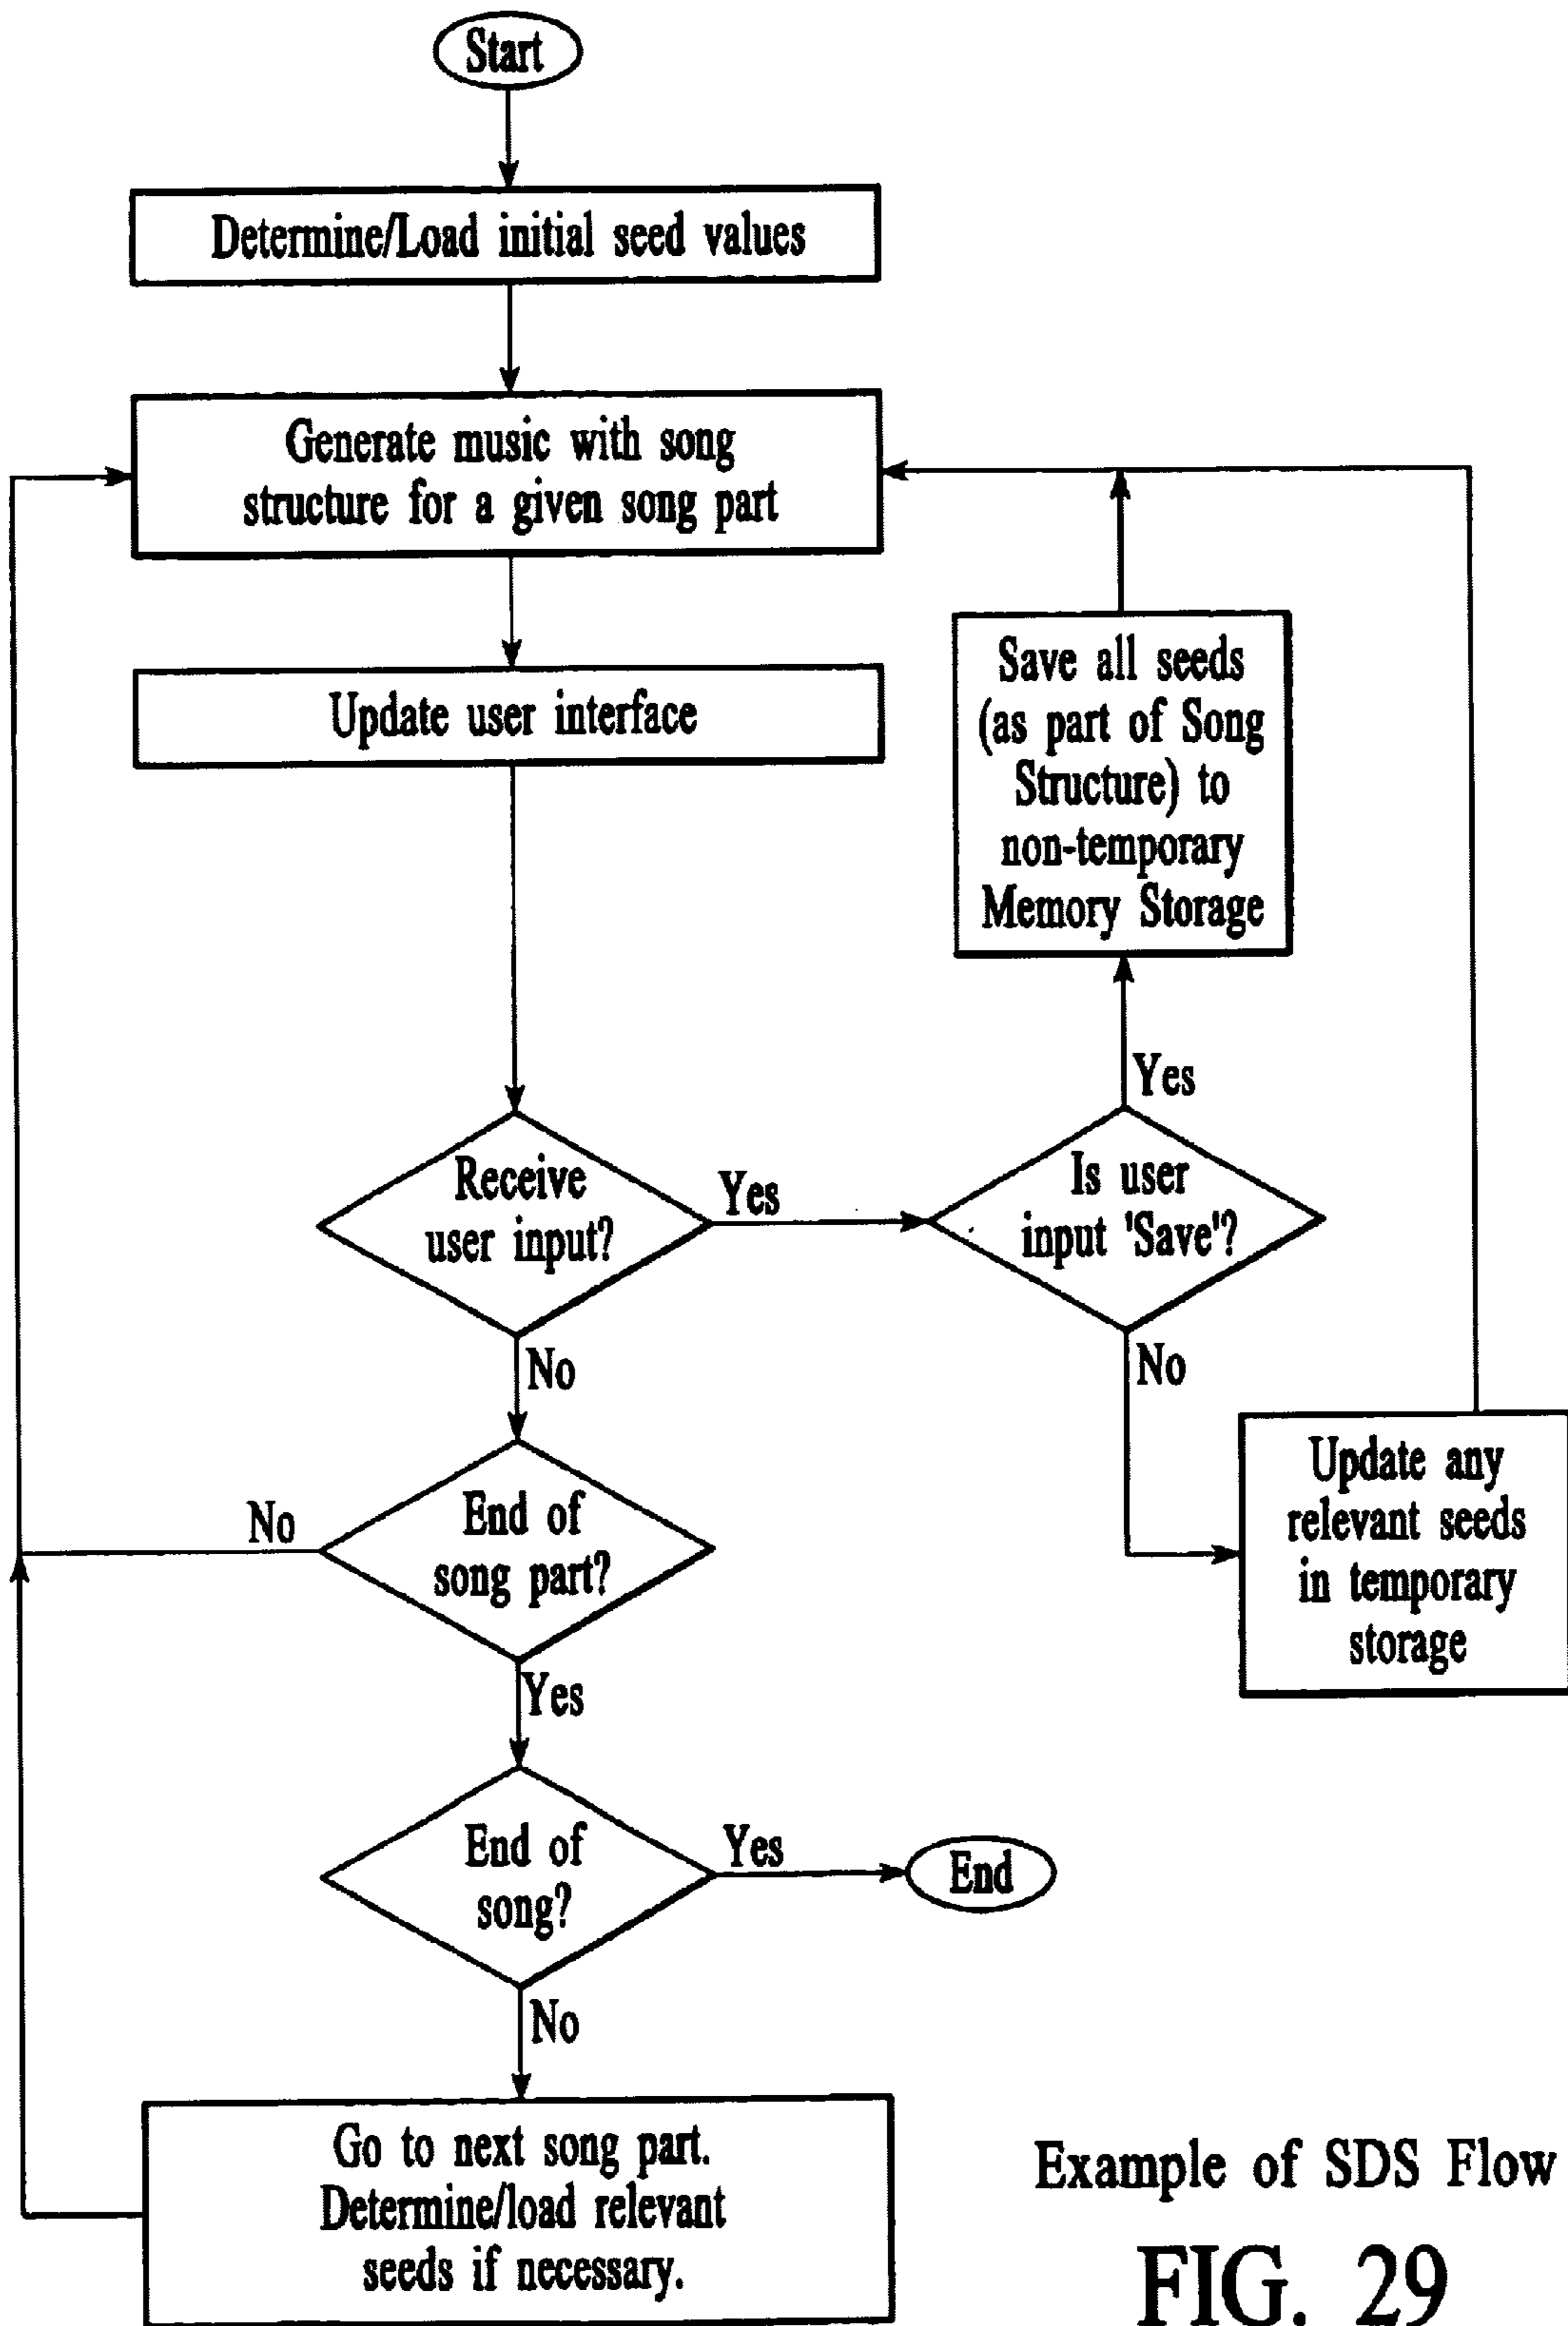 Start
Determine/Load initial seed values
Generate music with song
structure for a given song part
Update user interface
Save all seeds
(as part of Song
Structure) to
non-temporary
Memory Storage
Yes
Receive
user input?
Yes
Is user
input 'Save'?
No
No
End of
song part?
No
Update any
relevant seeds
in temporary
storage
Yes
End of
song?
Yes
End
No
Go to next song part.
Determine/load relevant
seeds if necessary.
Example of SDS Flow
FIG. 29